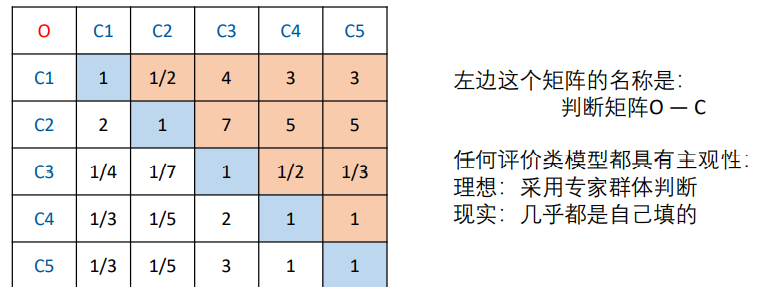 O C1 C2 C3 C4 C5
C1 1 1/2 4 3 3
C2 2 1 7 5 5
C3 1/4 1/7 1 1/2 1/3
C4 1/3 1/5 2 1 1
C5 1/3 1/5 3 1 1
左边这个矩阵的名称是：
判断矩阵O — C
任何评价类模型都具有主观性：
理想：采用专家群体判断
现实：几乎都是自己填的